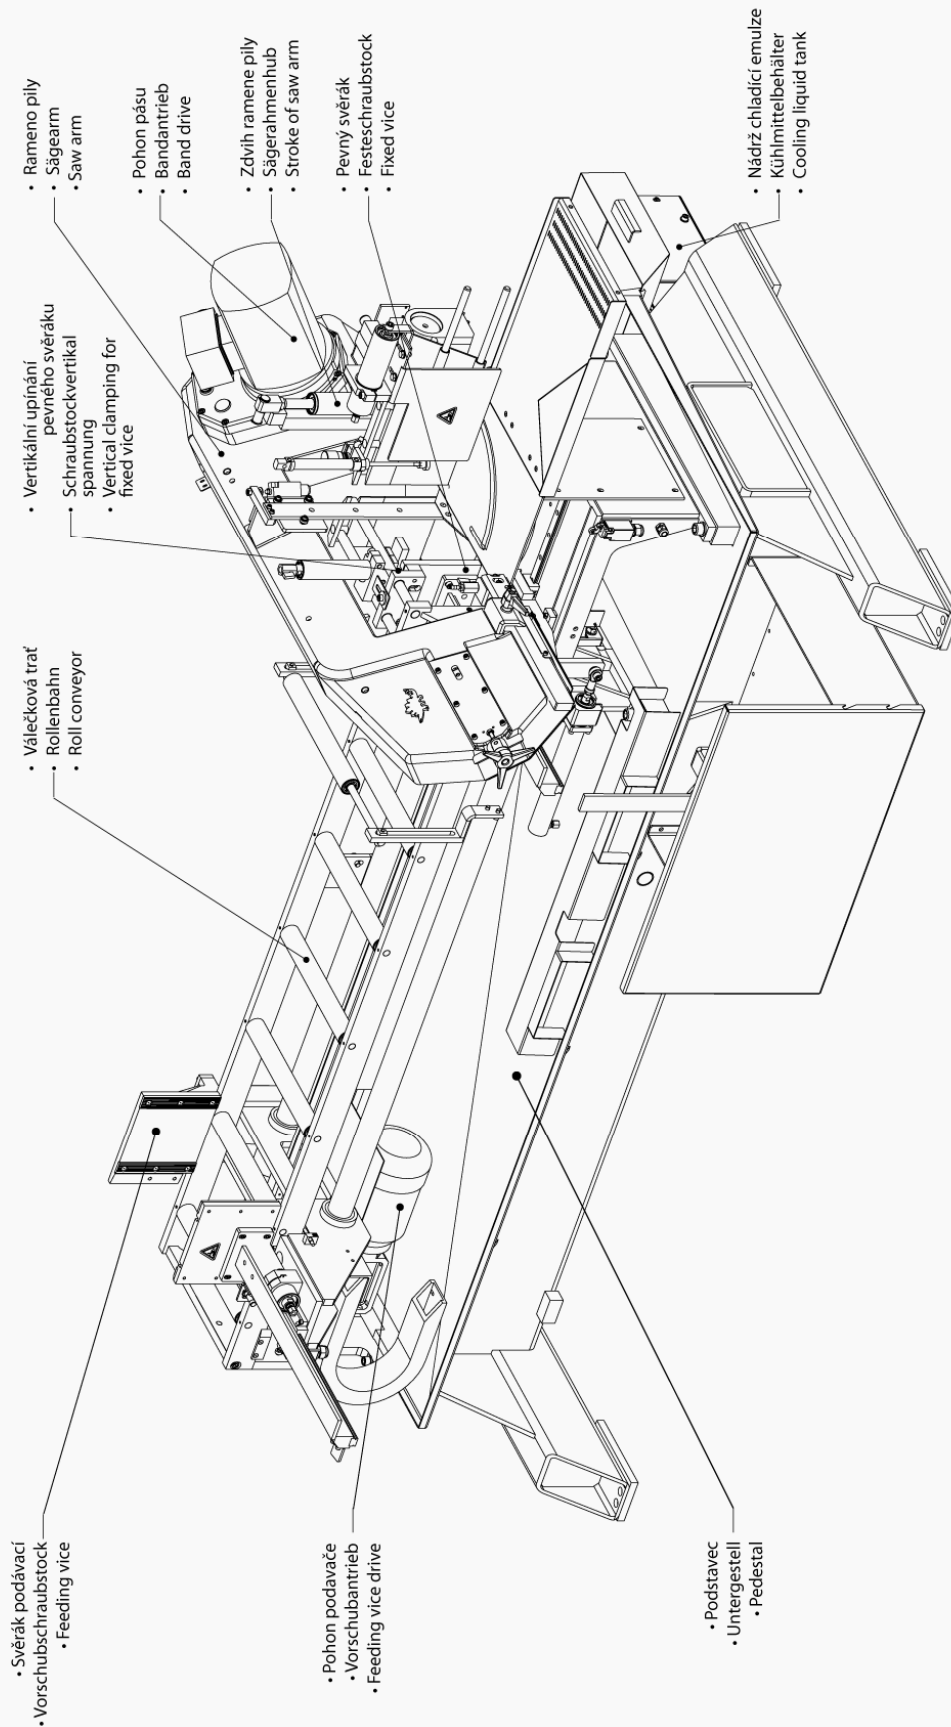 • Svěrák podávací
• Vorschubschraubstock
• Feeding vice
• Válečková trať
• Rollenbahn
• Roll conveyor
• Vertikální upínání
pevného svěráku
• Schraubstockvertikal
spannung
• Vertical clamping for
fixed vice
• Rameno pily
• Sägearm
• Saw arm
• Pohon pásu
• Bandantrieb
• Band drive
• Zdvih ramene pily
• Sägerahmenhub
• Stroke of saw arm
• Pevný svěrák
• Festeschraubstock
• Fixed vice
• Pohon podavače
• Vorschubantrieb
• Feeding vice drive
• Podstavec
• Untergestell
• Pedestal
• Nádrž chladící emulze
• Kühlmittelbehälter
• Cooling liquid tank